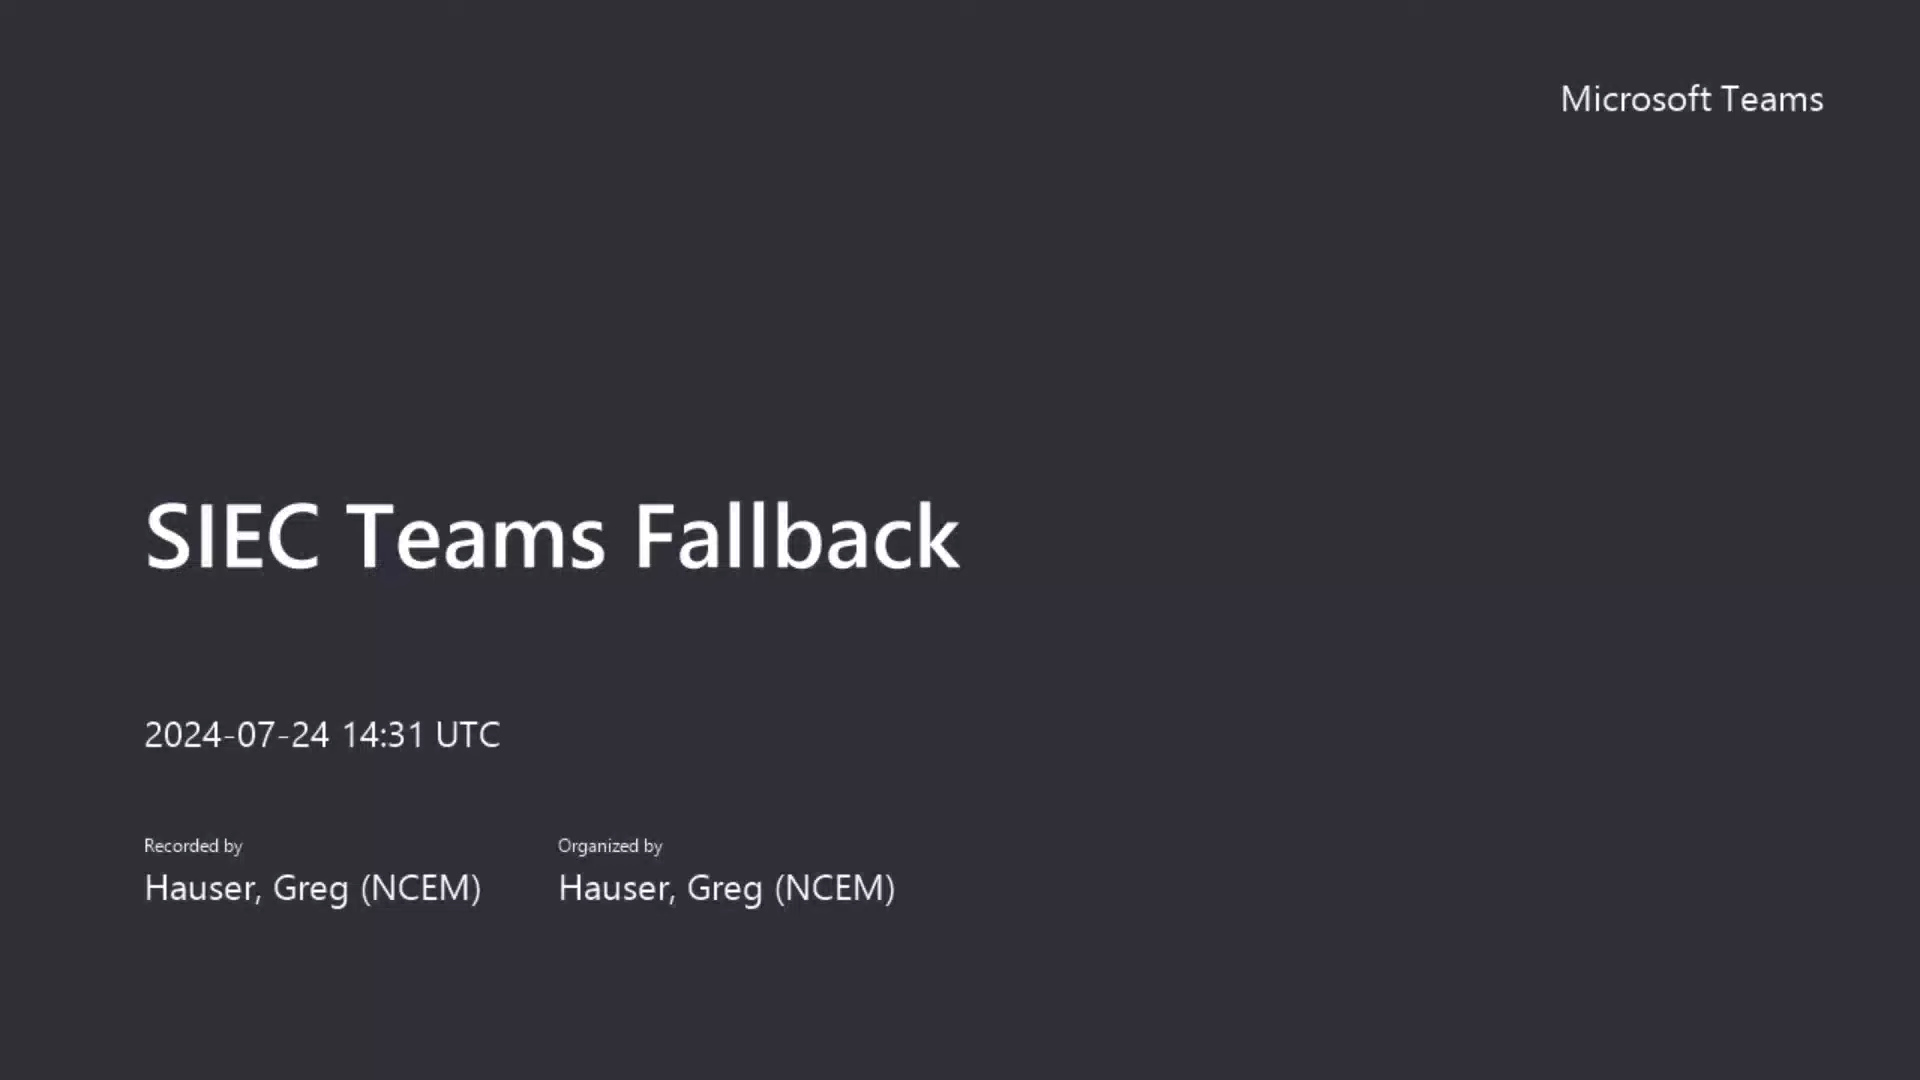 Microsoft Teams
SIEC Teams Fallback
2024-07-24 14:31 UTC
Recorded by
Hauser, Greg (NCEM)
Organized by
Hauser, Greg (NCEM)